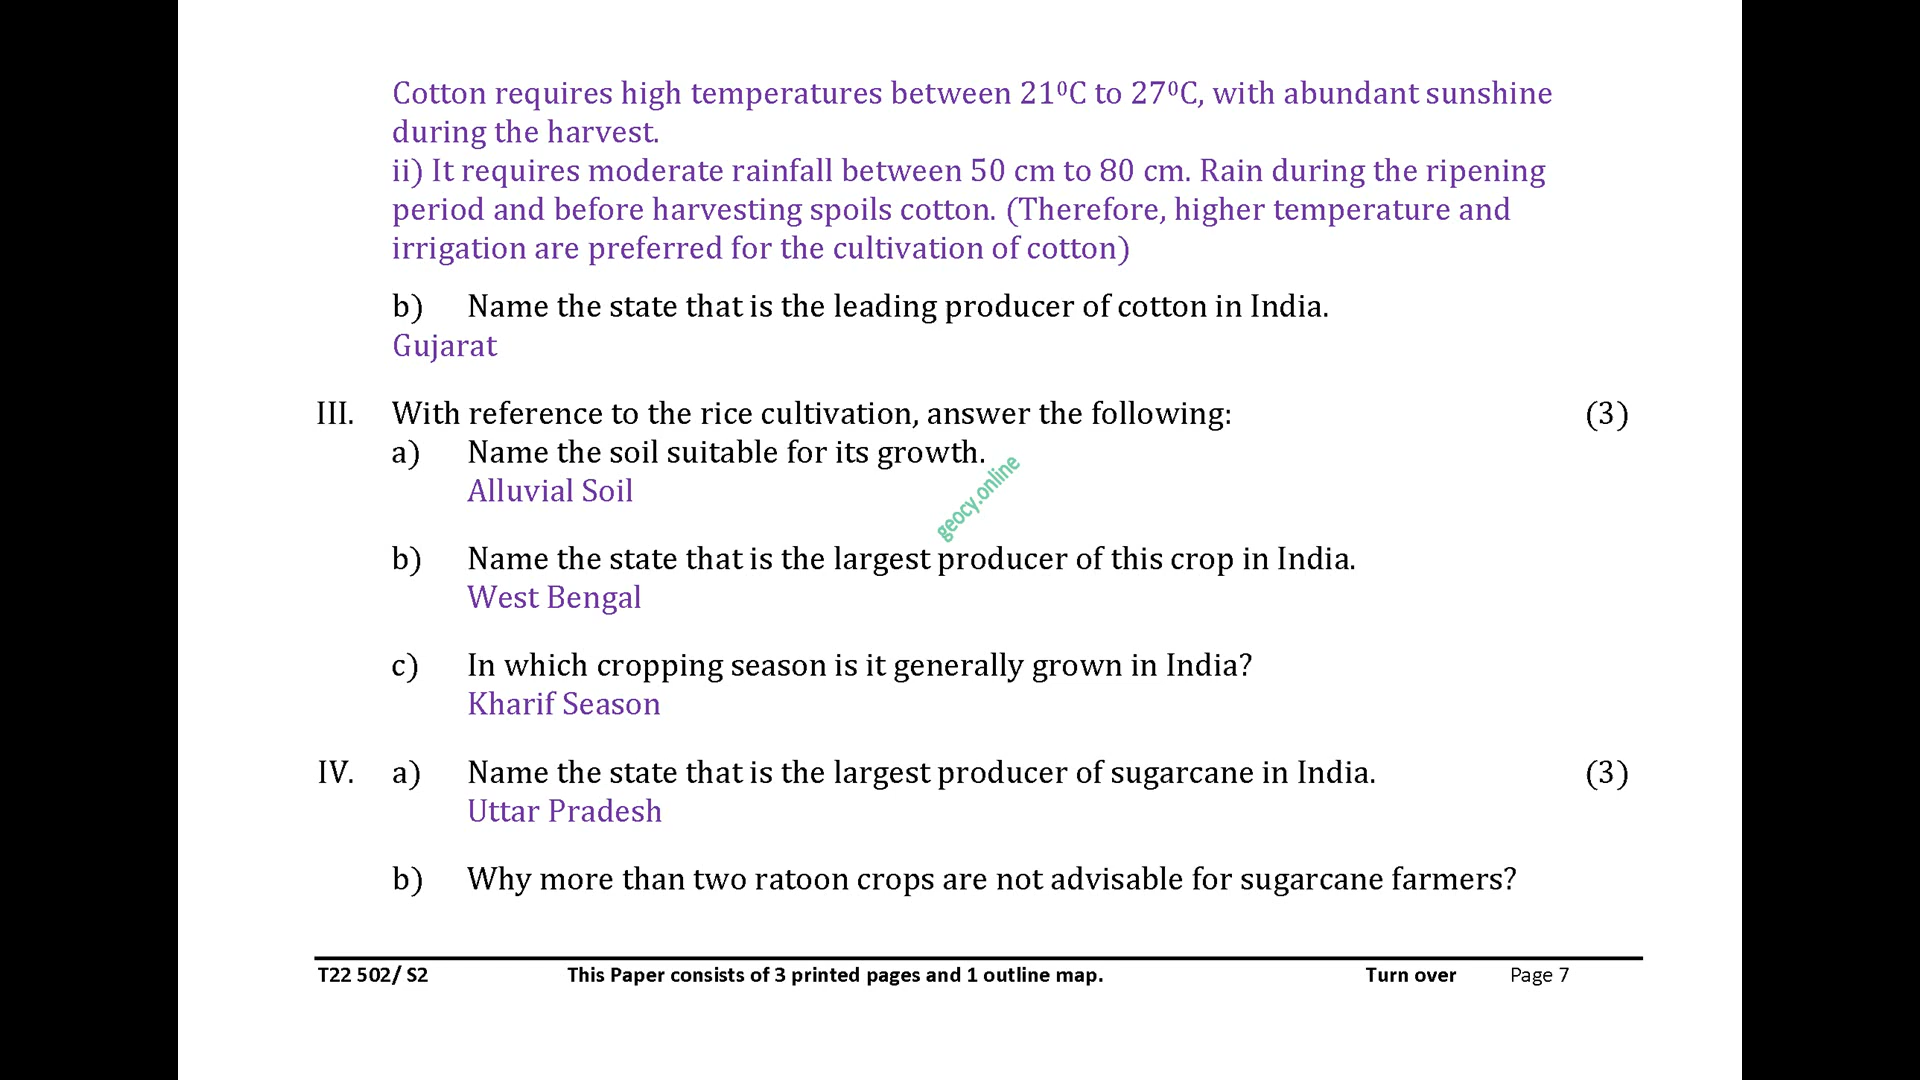 Cotton requires high temperatures between 21⁰C to 27⁰C, with abundant sunshine
during the harvest.
ii) It requires moderate rainfall between 50 cm to 80 cm. Rain during the ripening
period and before harvesting spoils cotton. (Therefore, higher temperature and
irrigation are preferred for the cultivation of cotton)
b) Name the state that is the leading producer of cotton in India.
Gujarat
III. With reference to the rice cultivation, answer the following: (3)
a) Name the soil suitable for its growth.
Alluvial Soil
geocy.online
b) Name the state that is the largest producer of this crop in India.
West Bengal
c) In which cropping season is it generally grown in India?
Kharif Season
IV. a) Name the state that is the largest producer of sugarcane in India. (3)
Uttar Pradesh
b) Why more than two ratoon crops are not advisable for sugarcane farmers?
T22 502/ S2 This Paper consists of 3 printed pages and 1 outline map. Turn over Page 7